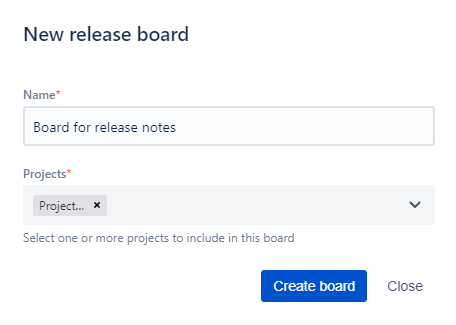 New release board
Name*
Board for release notes
Projects*
Project... ×
Select one or more projects to include in this board
Create board Close